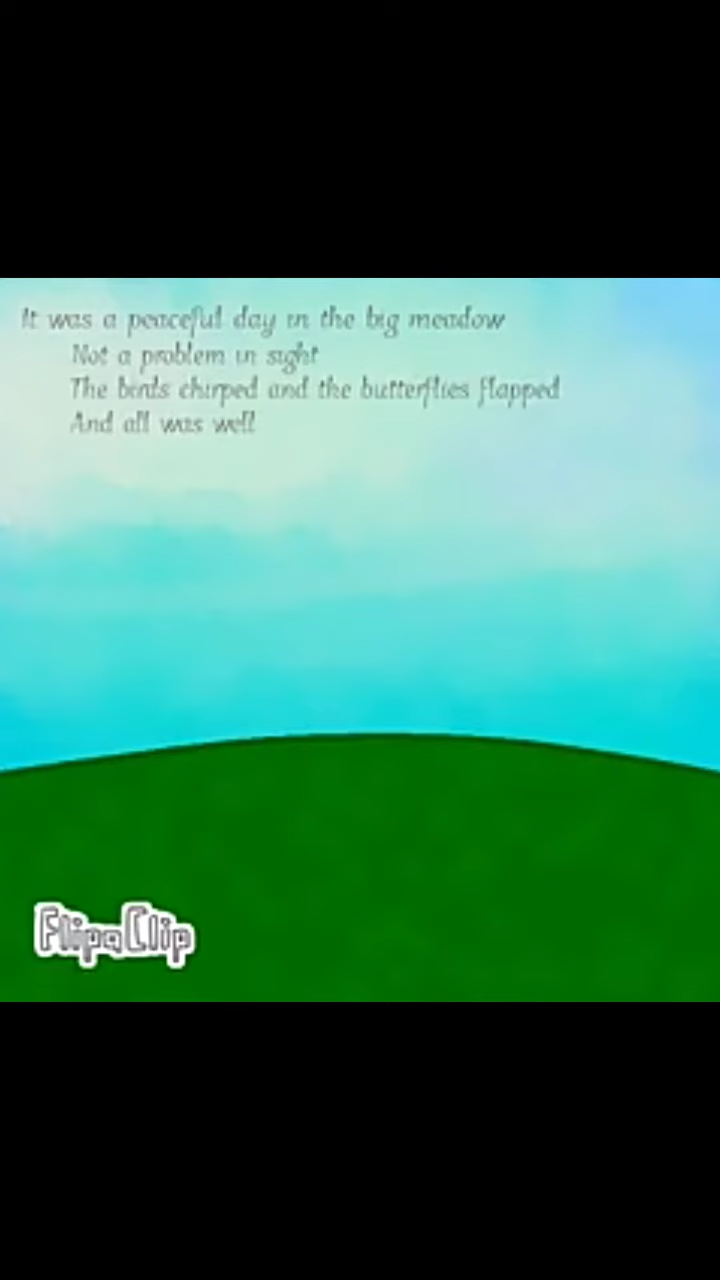 It was a peaceful day in the big meadow
Not a problem in sight
The birds chirped and the butterflies flapped
And all was well
FlipaClip